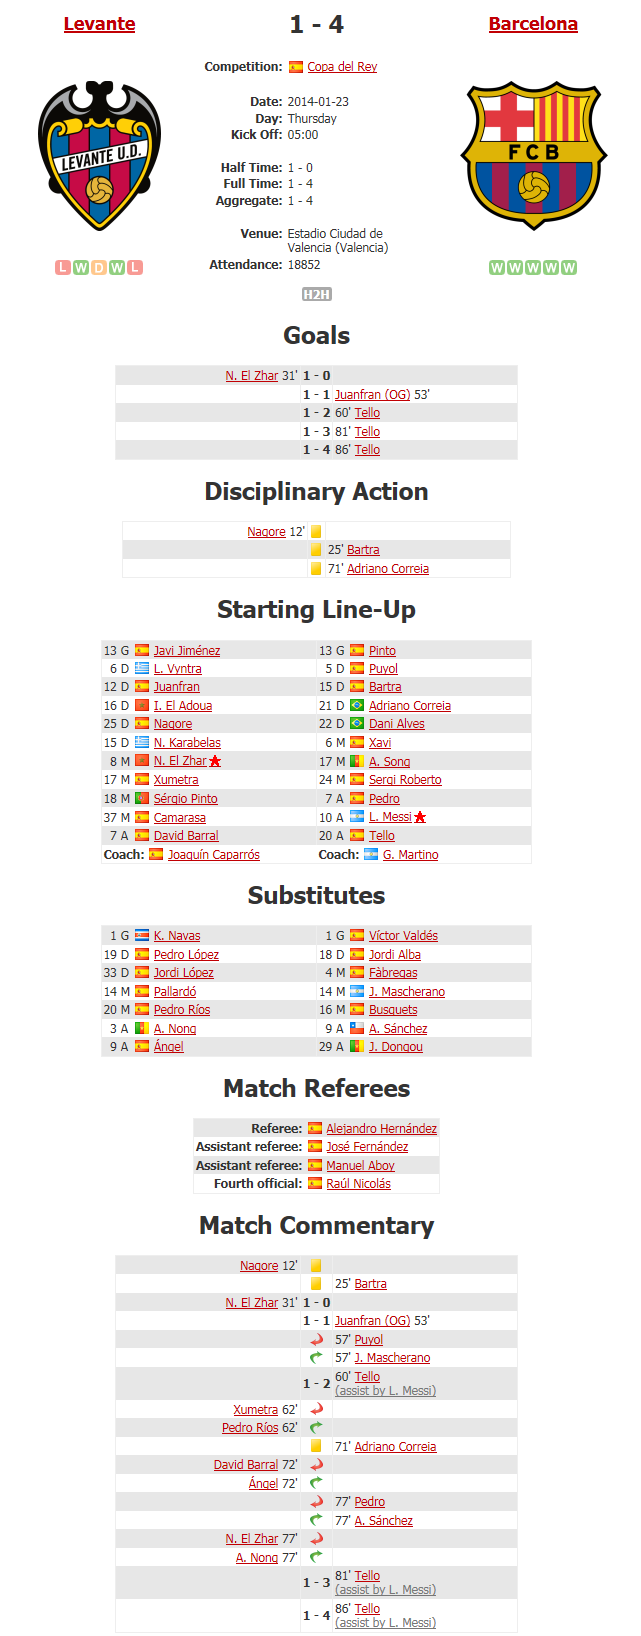 Levante 1 - 4 Barcelona
Competition: Copa del Rey
LEVANTE U.D.
F C B
Date: 2014-01-23
Day: Thursday
Kick Off: 05:00
Half Time: 1 - 0
Full Time: 1 - 4
Aggregate: 1 - 4
Venue: Estadio Ciudad de
Valencia (Valencia)
Attendance: 18852
L W D W L
W W W W W
H2H
Goals
N. El Zhar 31' 1 - 0
1 - 1 Juanfran (OG) 53'
1 - 2 60' Tello
1 - 3 81' Tello
1 - 4 86' Tello
Disciplinary Action
Nagore 12'
25' Bartra
71' Adriano Correia
Starting Line-Up
13 G Javi Jiménez 13 G Pinto
6 D L. Vyntra 5 D Puyol
12 D Juanfran 15 D Bartra
16 D I. El Adoua 21 D Adriano Correia
25 D Nagore 22 D Dani Alves
15 D N. Karabelas 6 M Xavi
8 M N. El Zhar 17 M A. Song
17 M Xumetra 24 M Sergi Roberto
18 M Sérgio Pinto 7 A Pedro
37 M Camarasa 10 A L. Messi
7 A David Barral 20 A Tello
Coach: Joaquín Caparrós Coach: G. Martino
Substitutes
1 G K. Navas 1 G Víctor Valdés
19 D Pedro López 18 D Jordi Alba
33 D Jordi López 4 M Fàbregas
14 M Pallardó 14 M J. Mascherano
20 M Pedro Ríos 16 M Busquets
3 A A. Nong 9 A A. Sánchez
9 A Ángel 29 A J. Dongou
Match Referees
Referee: Alejandro Hernández
Assistant referee: José Fernández
Assistant referee: Manuel Aboy
Fourth official: Raúl Nicolás
Match Commentary
Nagore 12'
25' Bartra
N. El Zhar 31' 1 - 0
1 - 1 Juanfran (OG) 53'
57' Puyol
57' J. Mascherano
1 - 2 60' Tello
(assist by L. Messi)
Xumetra 62'
Pedro Ríos 62'
71' Adriano Correia
David Barral 72'
Ángel 72'
77' Pedro
77' A. Sánchez
N. El Zhar 77'
A. Nong 77'
1 - 3 81' Tello
(assist by L. Messi)
1 - 4 86' Tello
(assist by L. Messi)